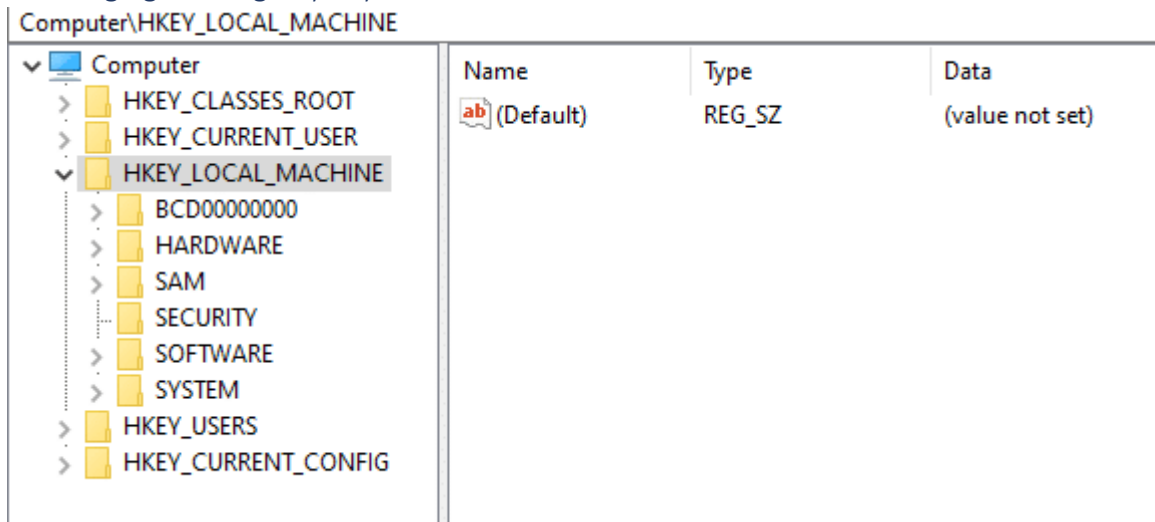 Computer\HKEY_LOCAL_MACHINE
Computer
HKEY_CLASSES_ROOT
HKEY_CURRENT_USER
HKEY_LOCAL_MACHINE
BCD00000000
HARDWARE
SAM
SECURITY
SOFTWARE
SYSTEM
HKEY_USERS
HKEY_CURRENT_CONFIG
Name Type Data
ab (Default) REG_SZ (value not set)